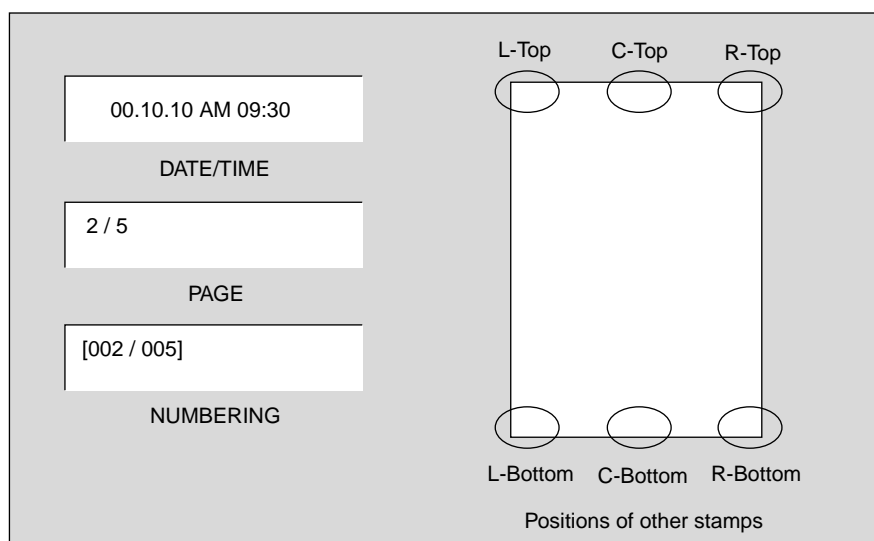 00.10.10 AM 09:30
DATE/TIME
2 / 5
PAGE
[002 / 005]
NUMBERING
L-Top C-Top R-Top
L-Bottom C-Bottom R-Bottom
Positions of other stamps